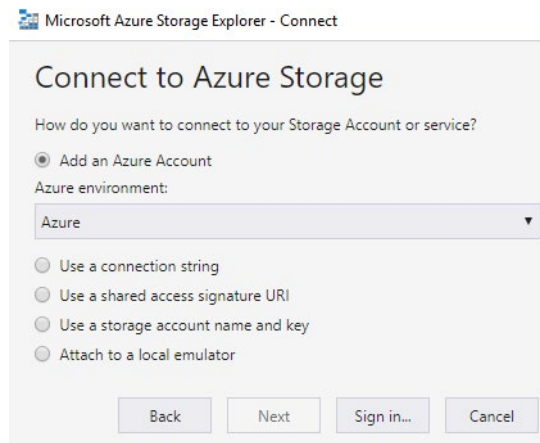 Microsoft Azure Storage Explorer - Connect
Connect to Azure Storage
How do you want to connect to your Storage Account or service?
Add an Azure Account
Azure environment:
Azure
Use a connection string
Use a shared access signature URI
Use a storage account name and key
Attach to a local emulator
Back Next Sign in... Cancel